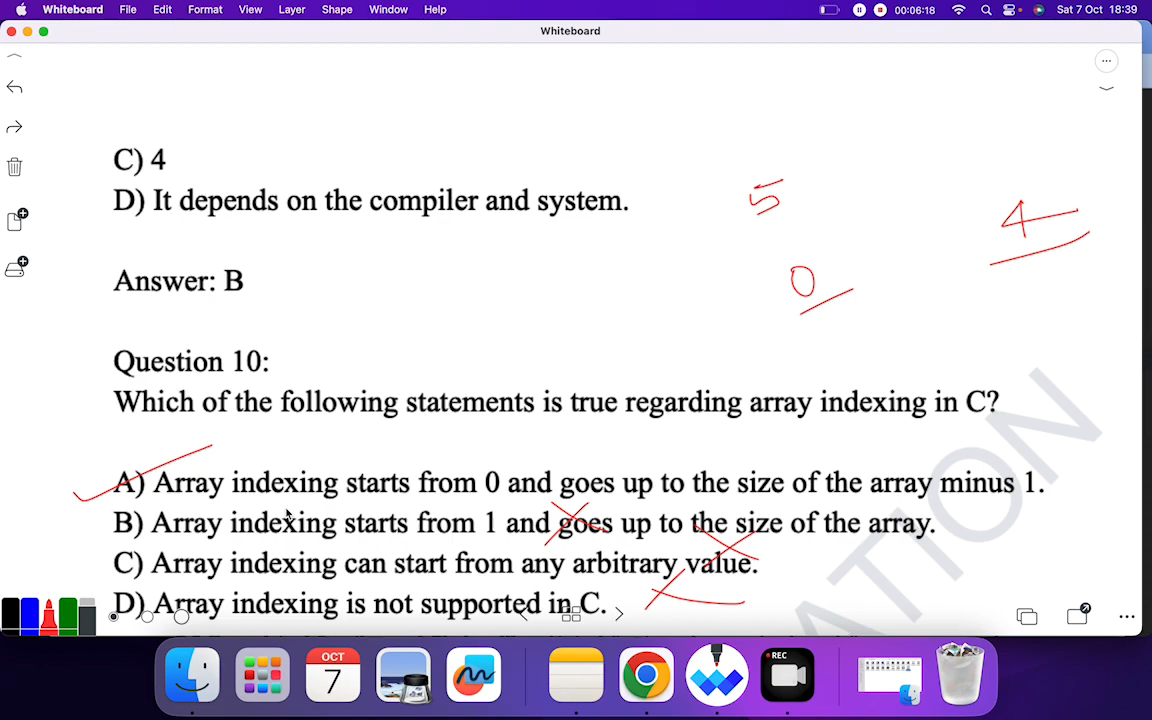 Whiteboard File Edit Format View Layer Shape Window Help 00:06:18 Sat 7 Oct 18:39
Whiteboard
C) 4
D) It depends on the compiler and system.
5
4
Answer: B
0
Question 10:
Which of the following statements is true regarding array indexing in C?
A) Array indexing starts from 0 and goes up to the size of the array minus 1.
B) Array indexing starts from 1 and goes up to the size of the array.
C) Array indexing can start from any arbitrary value.
D) Array indexing is not supported in C.
ATION
OCT
7
REC